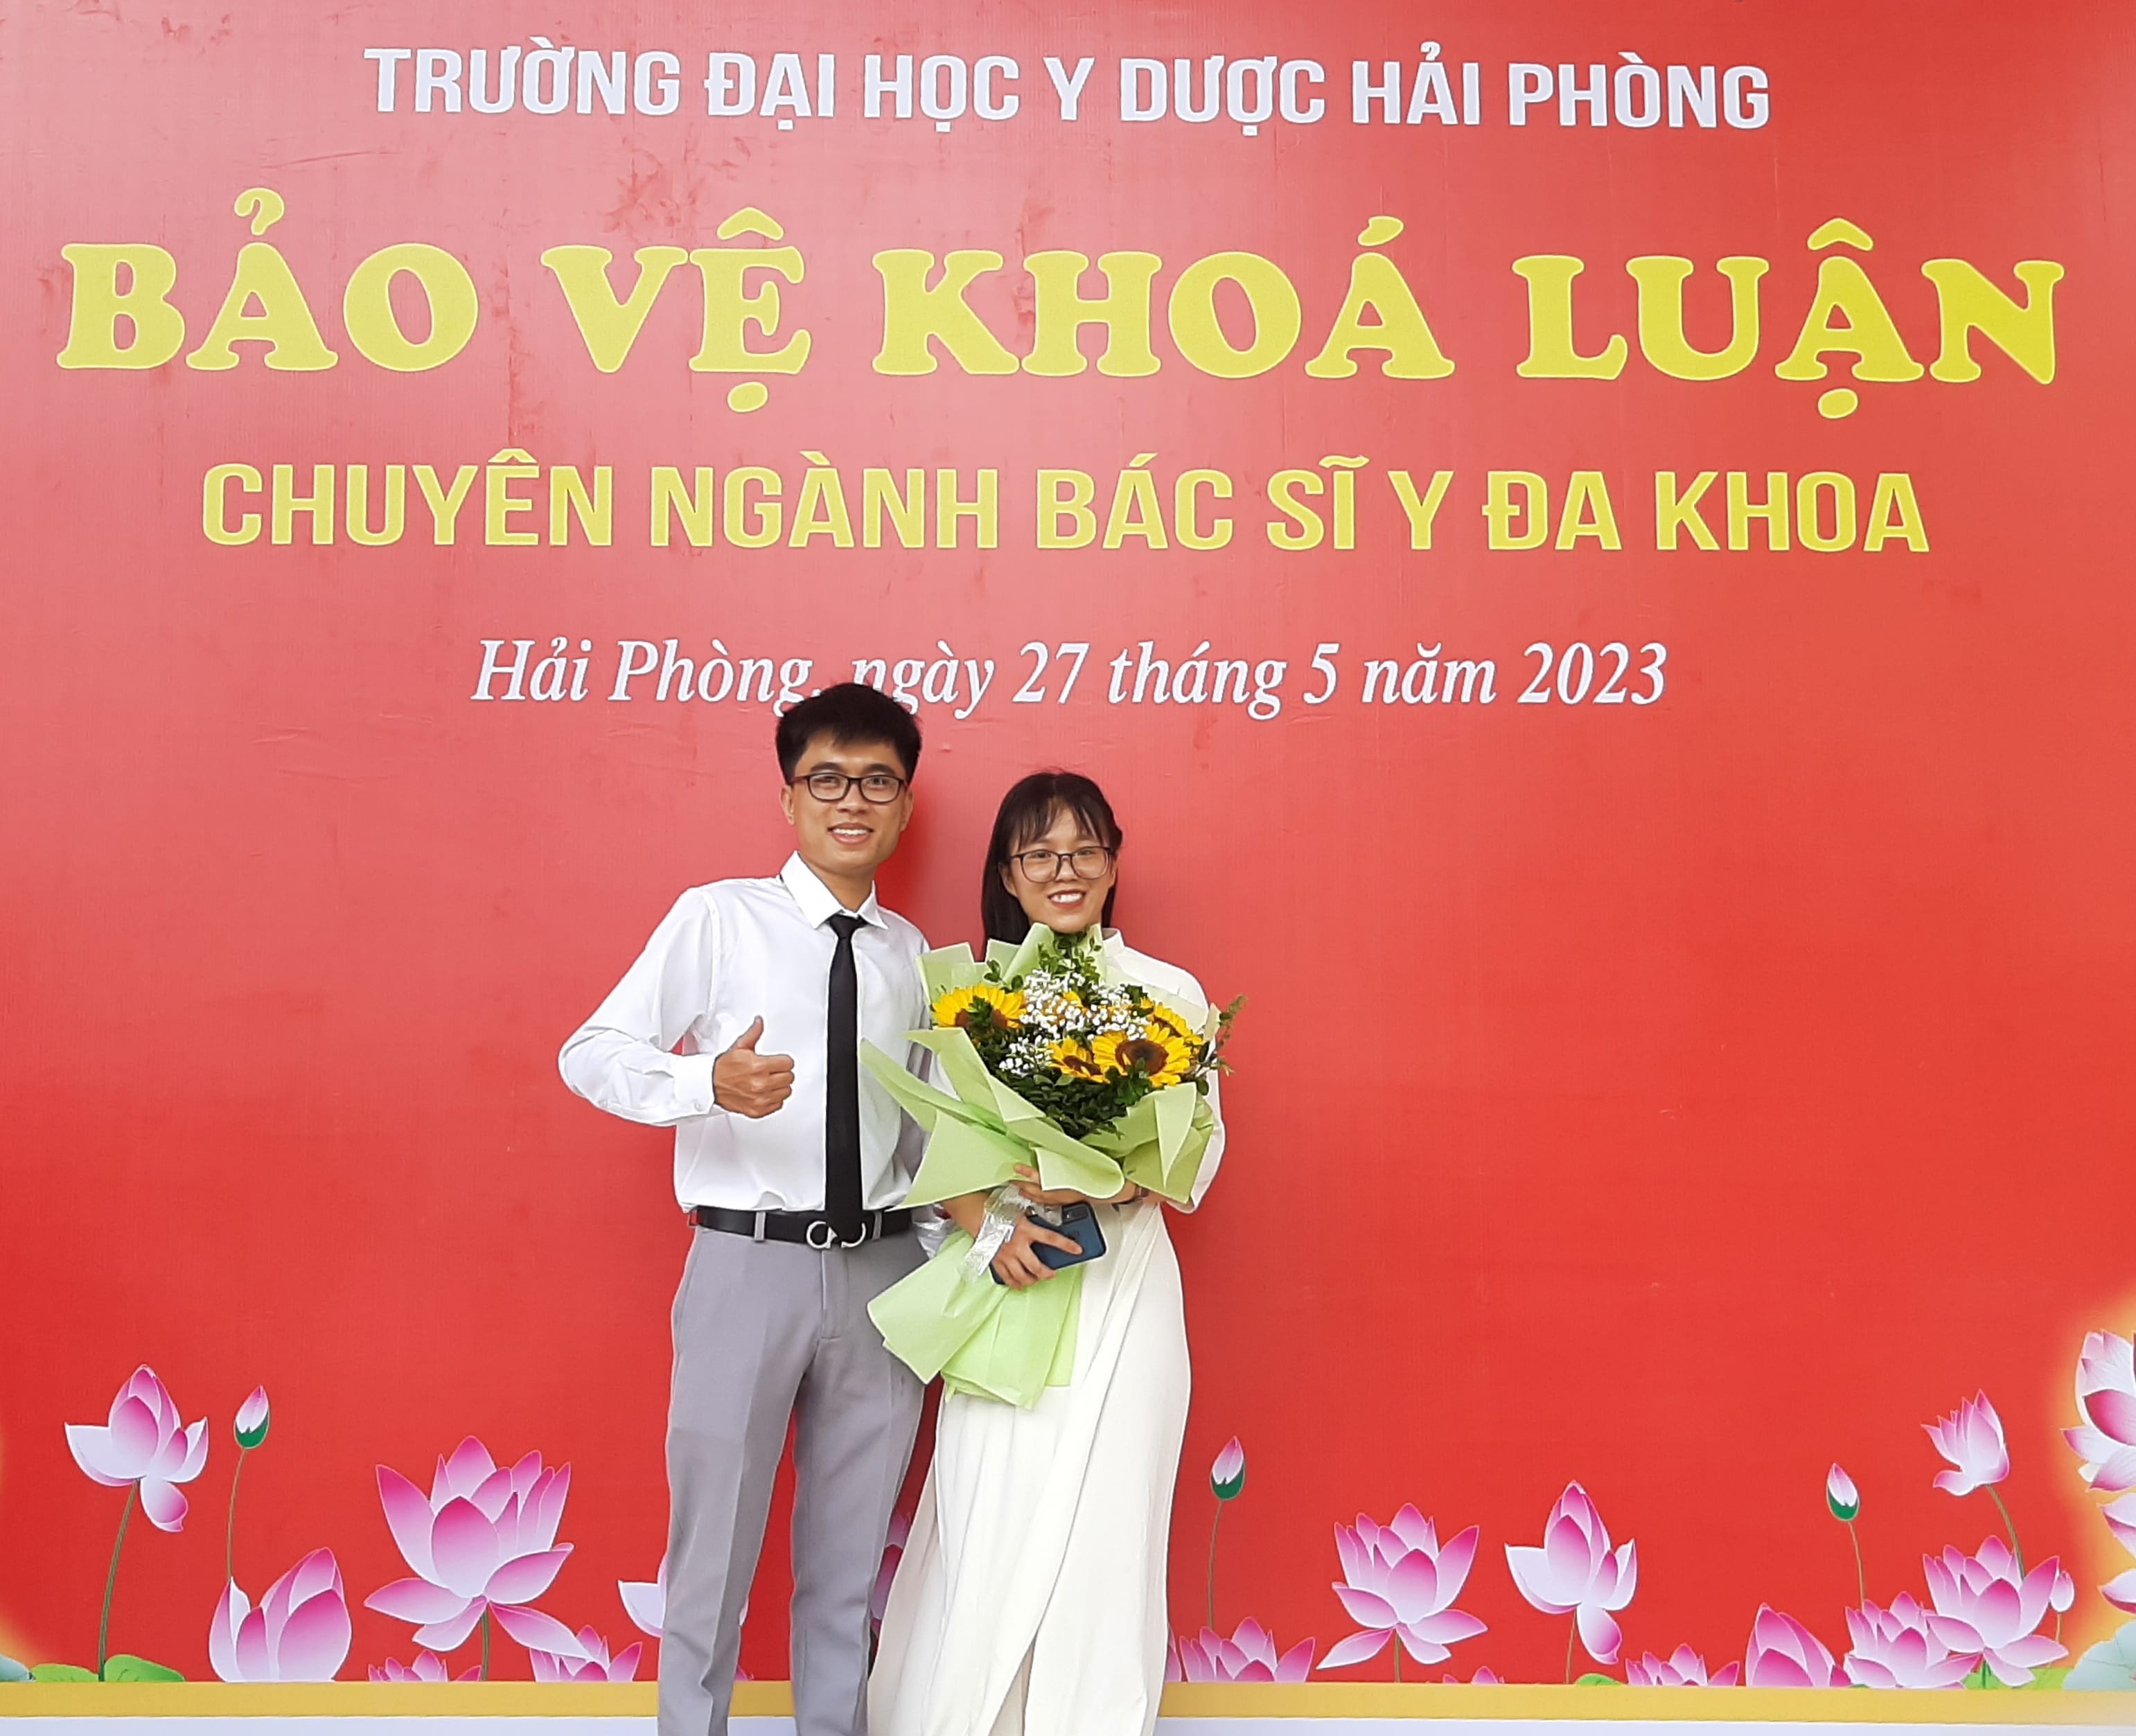 TRƯỜNG ĐẠI HỌC Y DƯỢC HẢI PHÒNG
BẢO VỆ KHOÁ LUẬN
CHUYÊN NGÀNH BÁC SĨ Y ĐA KHOA
Hải Phòng, ngày 27 tháng 5 năm 2023